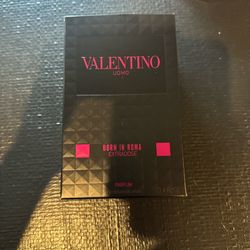 VALENTINO
UOMO
BORN IN ROMA
EXTRADOSE
PARFUM